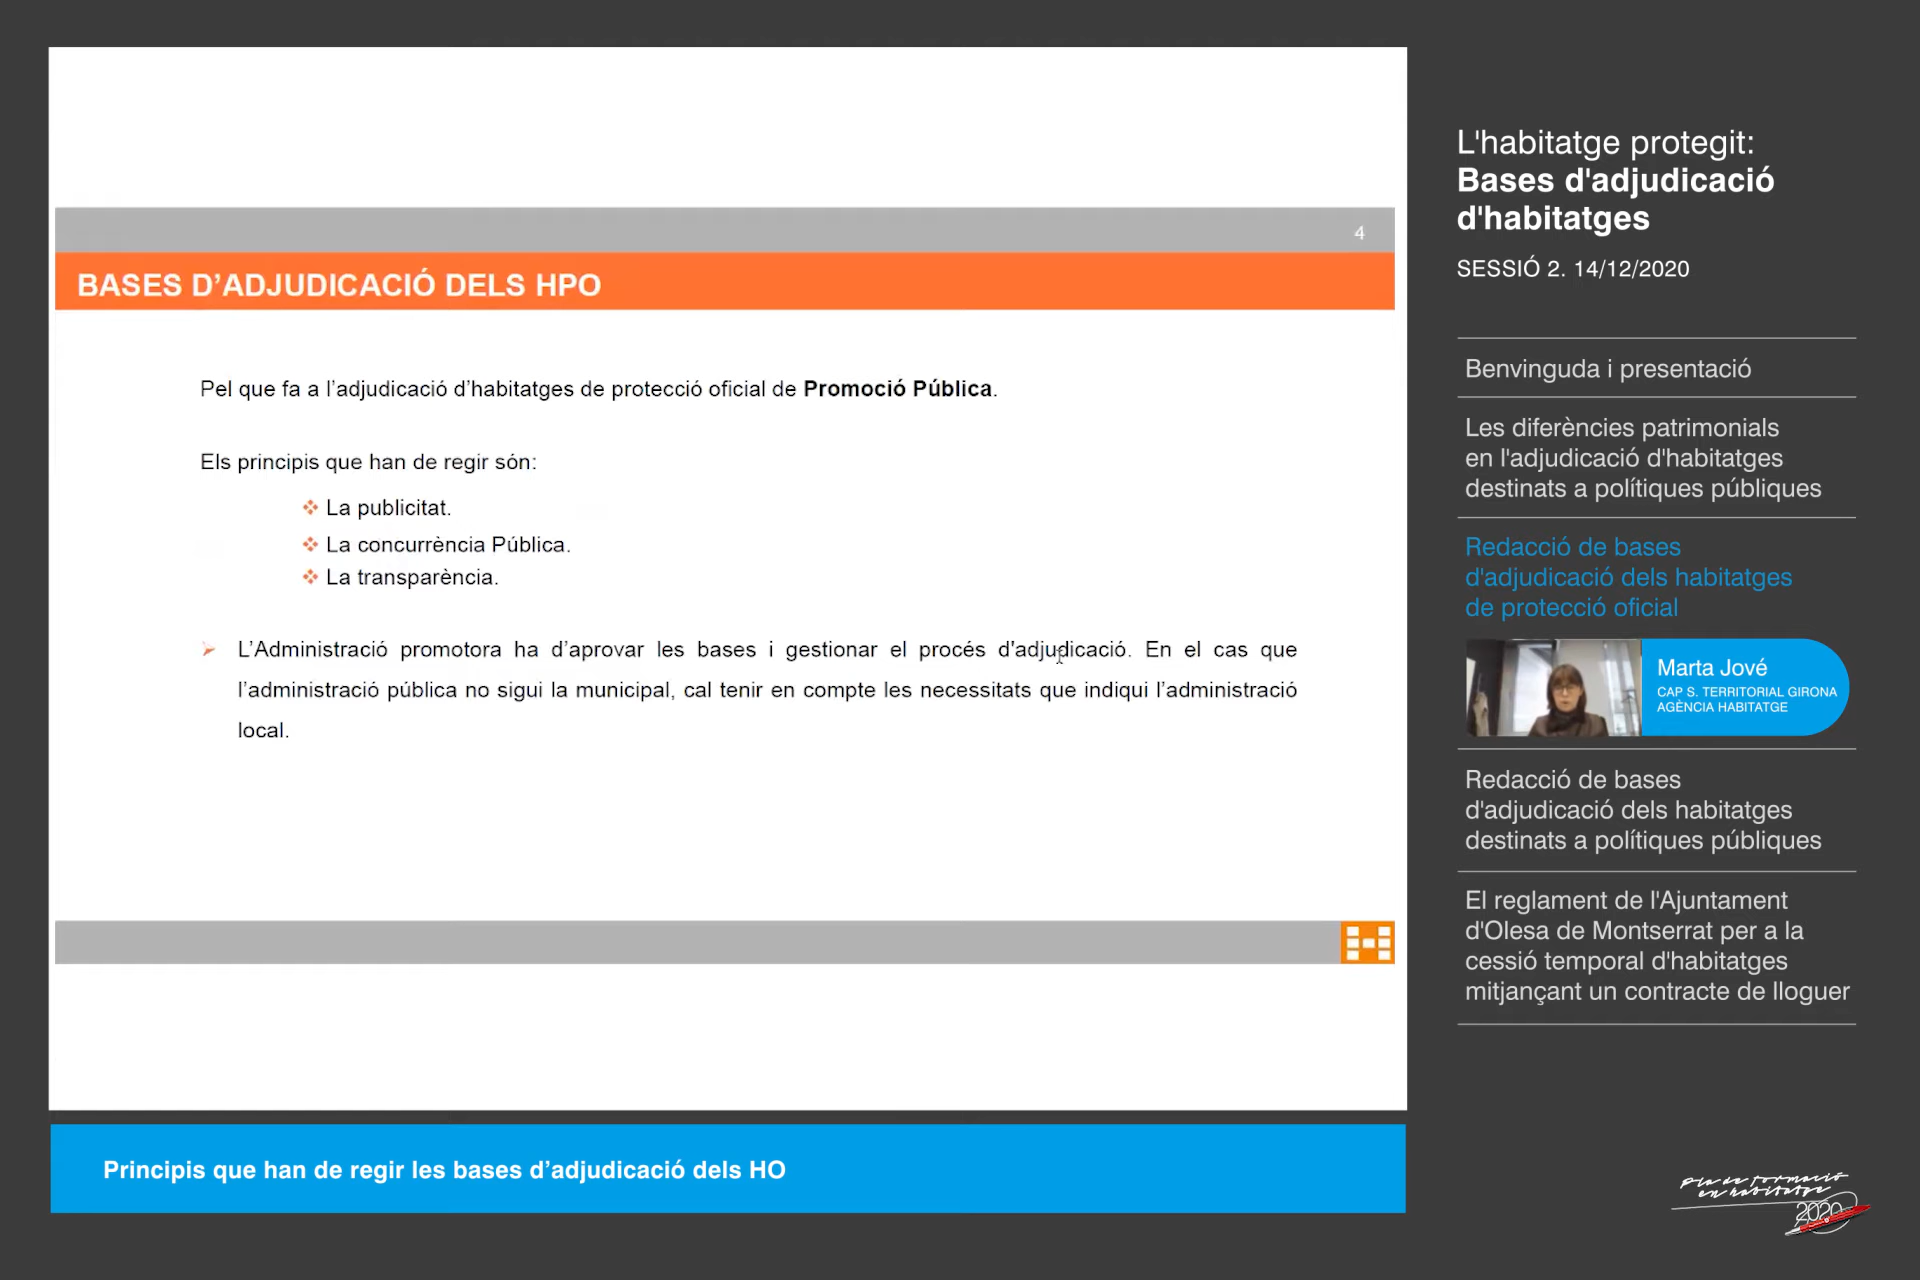 4
BASES D’ADJUDICACIÓ DELS HPO
Pel que fa a l’adjudicació d’habitatges de protecció oficial de Promoció Pública.
Els principis que han de regir són:
La publicitat.
La concurrència Pública.
La transparència.
L’Administració promotora ha d’aprovar les bases i gestionar el procés d'adjudicació. En el cas que
l’administració pública no sigui la municipal, cal tenir en compte les necessitats que indiqui l’administració
local.
Principis que han de regir les bases d’adjudicació dels HO
L'habitatge protegit:
Bases d'adjudicació
d'habitatges
SESSIÓ 2. 14/12/2020
Benvinguda i presentació
Les diferències patrimonials
en l'adjudicació d'habitatges
destinats a polítiques públiques
Redacció de bases
d'adjudicació dels habitatges
de protecció oficial
Marta Jové
CAP S. TERRITORIAL GIRONA
AGÈNCIA HABITATGE
Redacció de bases
d'adjudicació dels habitatges
destinats a polítiques públiques
El reglament de l'Ajuntament
d'Olesa de Montserrat per a la
cessió temporal d'habitatges
mitjançant un contracte de lloguer
pla de formació
en habitatge
2020